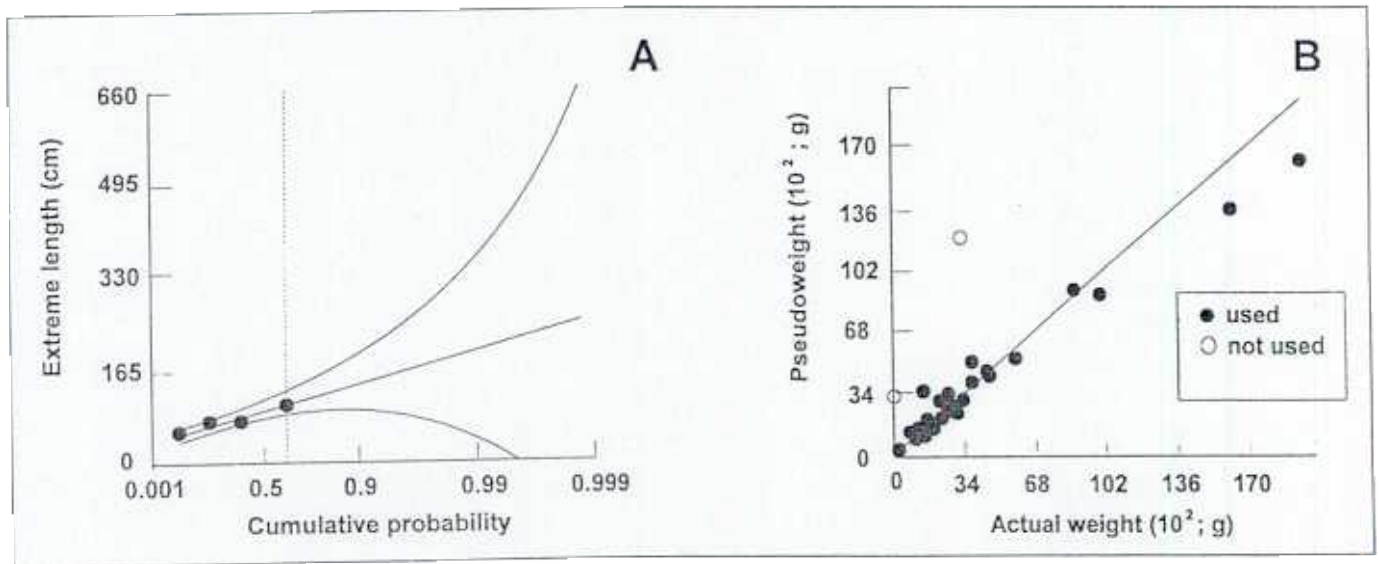 A
660
495
330
165
0
Extreme length (cm)
0.001 0.5 0.9 0.99 0.999
Cumulative probability
B
170
136
102
68
34
0
Pseudoweight (10²; g)
used
not used
0 34 68 102 136 170
Actual weight (10²; g)